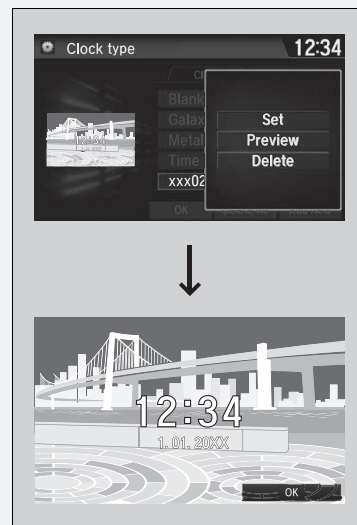 Clock type 12:34
Blank
Galax
Metal
Time
xxx02
Set
Preview
Delete
OK
12:34
1.01.20XX
OK